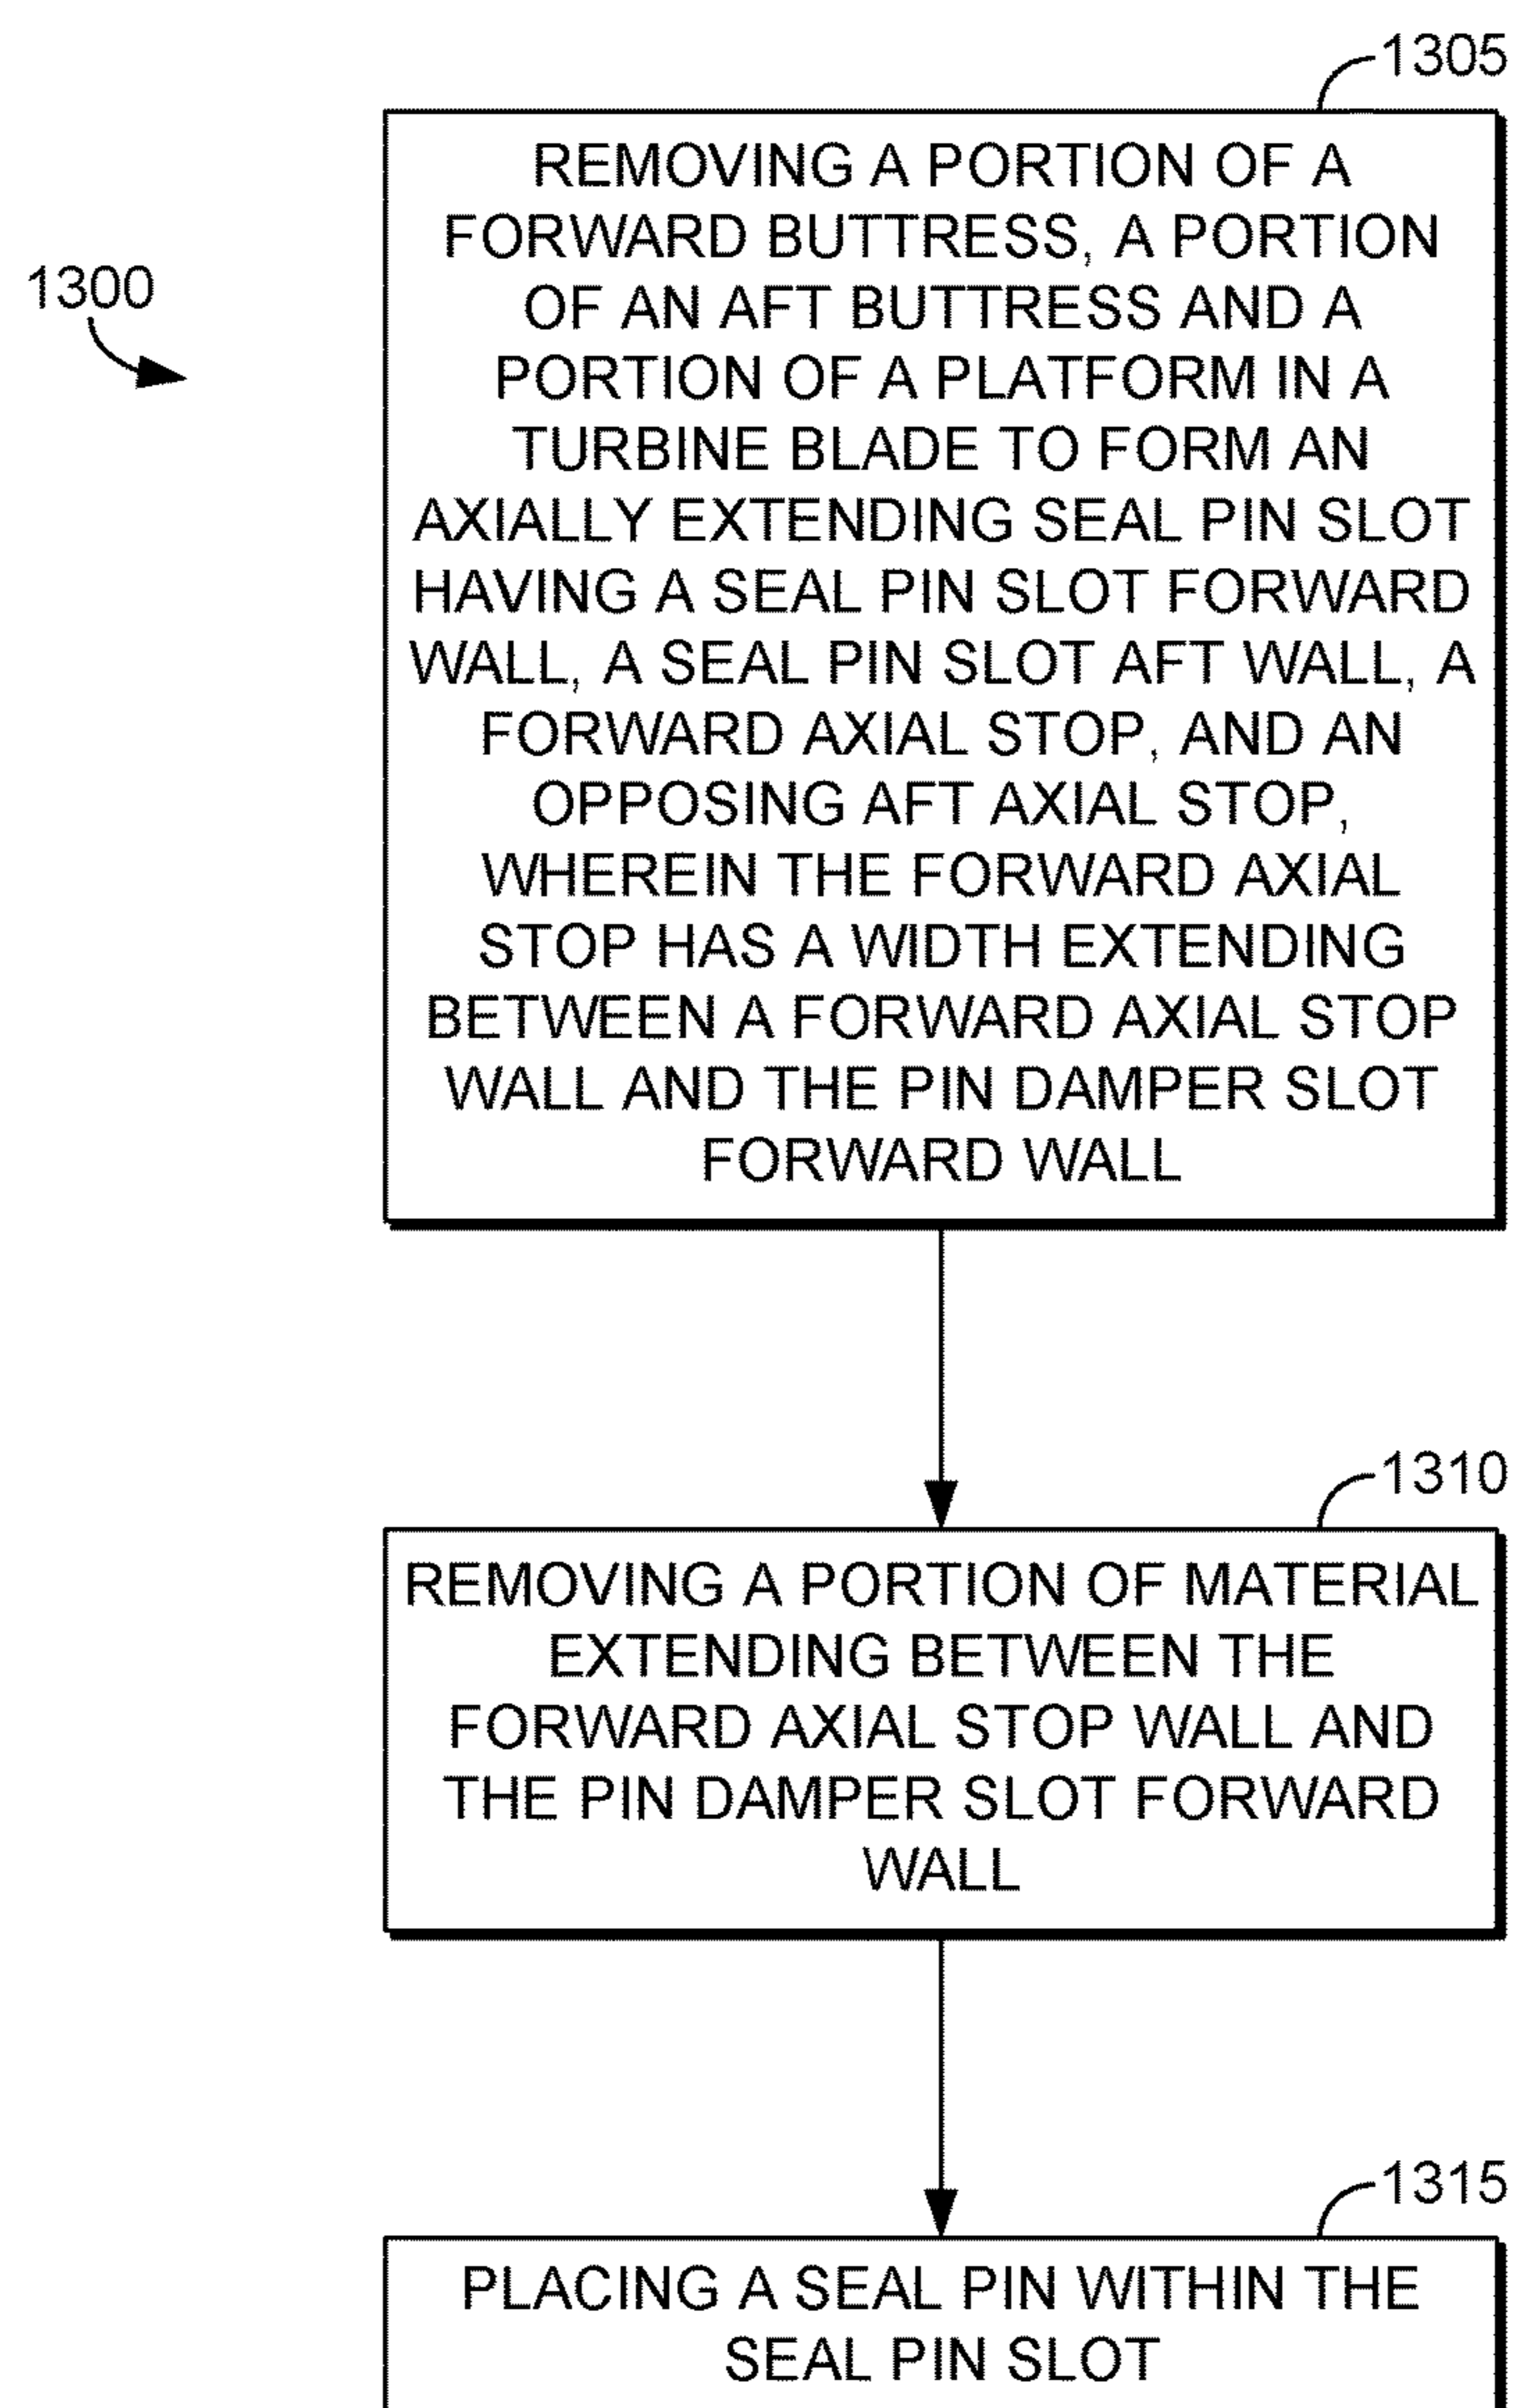 1305
REMOVING A PORTION OF A
FORWARD BUTTRESS, A PORTION
1300
OF AN AFT BUTTRESS AND A
PORTION OF A PLATFORM IN A
TURBINE BLADE TO FORM AN
AXIALLY EXTENDING SEAL PIN SLOT
HAVING A SEAL PIN SLOT FORWARD
WALL, A SEAL PIN SLOT AFT WALL, A
FORWARD AXIAL STOP, AND AN
OPPOSING AFT AXIAL STOP,
WHEREIN THE FORWARD AXIAL
STOP HAS A WIDTH EXTENDING
BETWEEN A FORWARD AXIAL STOP
WALL AND THE PIN DAMPER SLOT
FORWARD WALL
1310
REMOVING A PORTION OF MATERIAL
EXTENDING BETWEEN THE
FORWARD AXIAL STOP WALL AND
THE PIN DAMPER SLOT FORWARD
WALL
1315
PLACING A SEAL PIN WITHIN THE
SEAL PIN SLOT